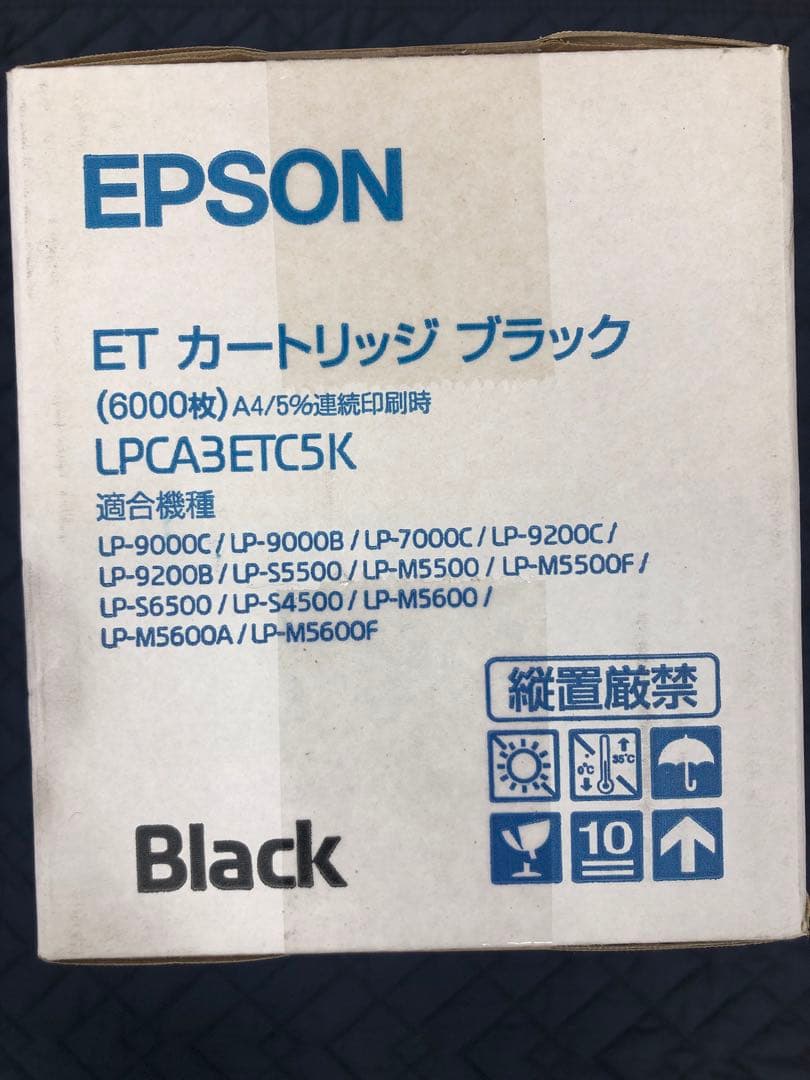 EPSON
ET カートリッジ ブラック
(6000枚) A4/5%連続印刷時
LPCA3ETC5K
適合機種
LP-9000C / LP-9000B / LP-7000C / LP-9200C /
LP-9200B / LP-S5500 / LP-M5500 / LP-M5500F /
LP-S6500 / LP-S4500 / LP-M5600 /
LP-M5600A / LP-M5600F
縦置厳禁
0℃ 35℃
10
Black